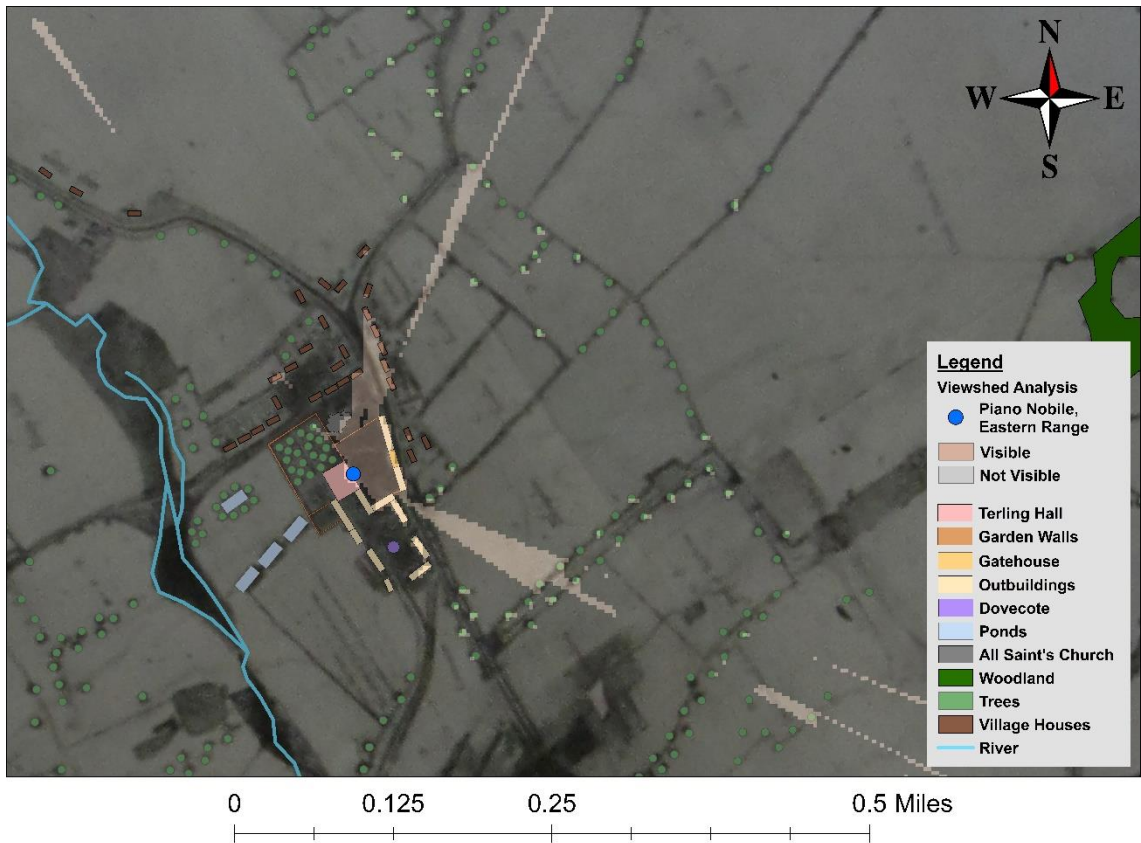 N
W E
S
Legend
Viewshed Analysis
Piano Nobile,
Eastern Range
Visible
Not Visible
Terling Hall
Garden Walls
Gatehouse
Outbuildings
Dovecote
Ponds
All Saint's Church
Woodland
Trees
Village Houses
River
0 0.125 0.25 0.5 Miles